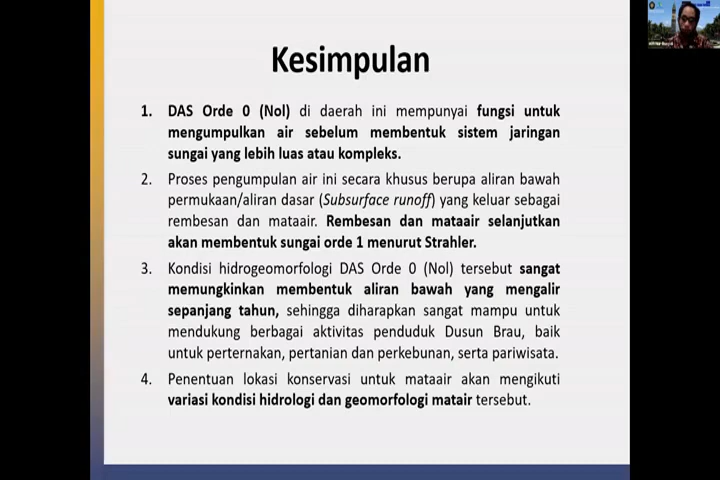 Kesimpulan
1. DAS Orde 0 (Nol) di daerah ini mempunyai fungsi untuk
mengumpulkan air sebelum membentuk sistem jaringan
sungai yang lebih luas atau kompleks.
2. Proses pengumpulan air ini secara khusus berupa aliran bawah
permukaan/aliran dasar (Subsurface runoff) yang keluar sebagai
rembesan dan mataair. Rembesan dan mataair selanjutkan
akan membentuk sungai orde 1 menurut Strahler.
3. Kondisi hidrogeomorfologi DAS Orde 0 (Nol) tersebut sangat
memungkinkan membentuk aliran bawah yang mengalir
sepanjang tahun, sehingga diharapkan sangat mampu untuk
mendukung berbagai aktivitas penduduk Dusun Brau, baik
untuk perternakan, pertanian dan perkebunan, serta pariwisata.
4. Penentuan lokasi konservasi untuk mataair akan mengikuti
variasi kondisi hidrologi dan geomorfologi matair tersebut.